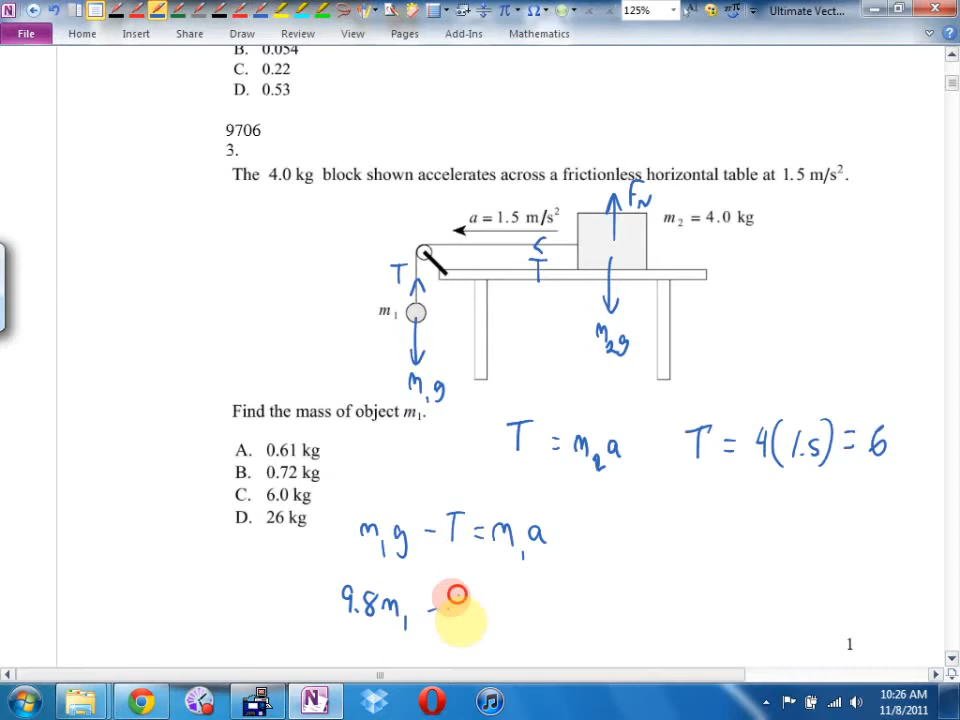 125%
Ultimate Vect...
File Home Insert Share Draw Review View Pages Add-Ins Mathematics
B. 0.054
C. 0.22
D. 0.53
9706
3.
The 4.0 kg block shown accelerates across a frictionless horizontal table at 1.5 m/s².
F_N
a = 1.5 m/s²
m₂ = 4.0 kg
T
T
m₁
m₂g
m₁g
Find the mass of object m₁.
T = m₂a T = 4(1.5) = 6
A. 0.61 kg
B. 0.72 kg
C. 6.0 kg
D. 26 kg
m₁g - T = m₁a
9.8m₁ -
1
10:26 AM
11/8/2011